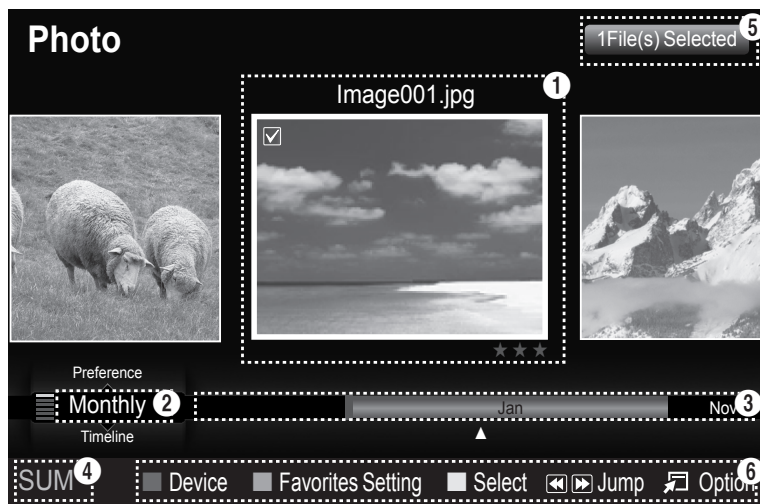 Photo
1File(s) Selected
5
1
Image001.jpg
Preference
Monthly 2
Jan
Nov 3
Timeline
SUM 4
Device Favorites Setting Select Jump Option 6